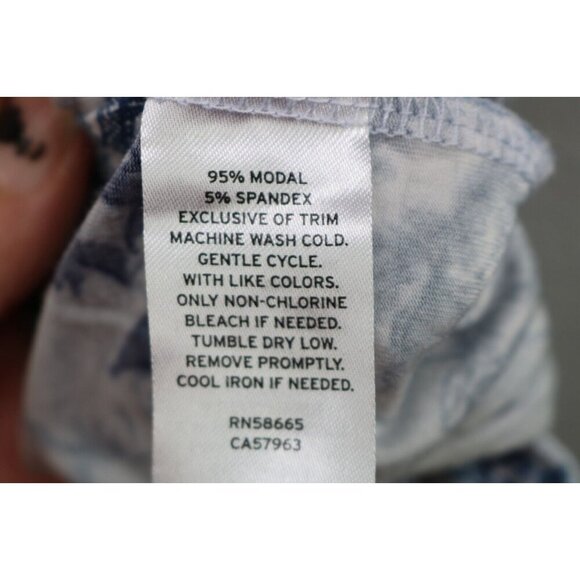 95% MODAL
5% SPANDEX
EXCLUSIVE OF TRIM
MACHINE WASH COLD.
GENTLE CYCLE.
WITH LIKE COLORS.
ONLY NON-CHLORINE
BLEACH IF NEEDED.
TUMBLE DRY LOW.
REMOVE PROMPTLY.
COOL IRON IF NEEDED.
RN58665
CA57963